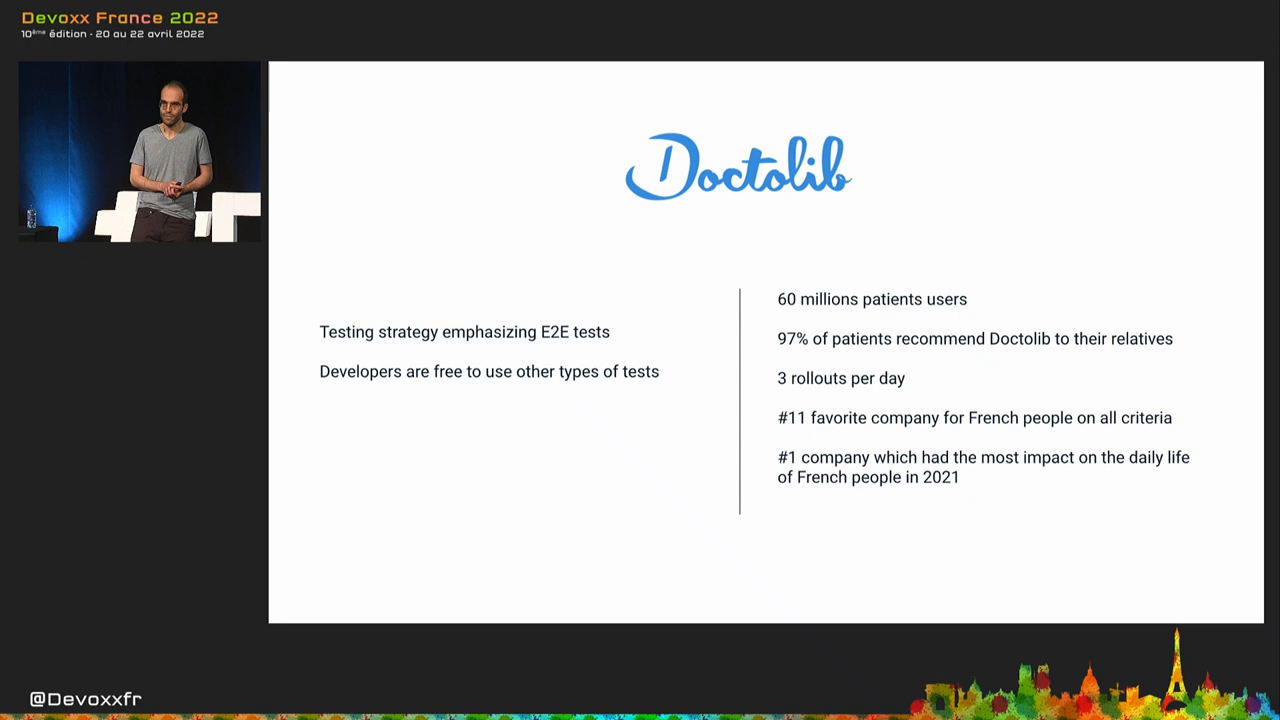 Devoxx France 2022
10ème édition - 20 au 22 avril 2022
Doctolib
Testing strategy emphasizing E2E tests
Developers are free to use other types of tests
60 millions patients users
97% of patients recommend Doctolib to their relatives
3 rollouts per day
#11 favorite company for French people on all criteria
#1 company which had the most impact on the daily life
of French people in 2021
@Devoxxfr